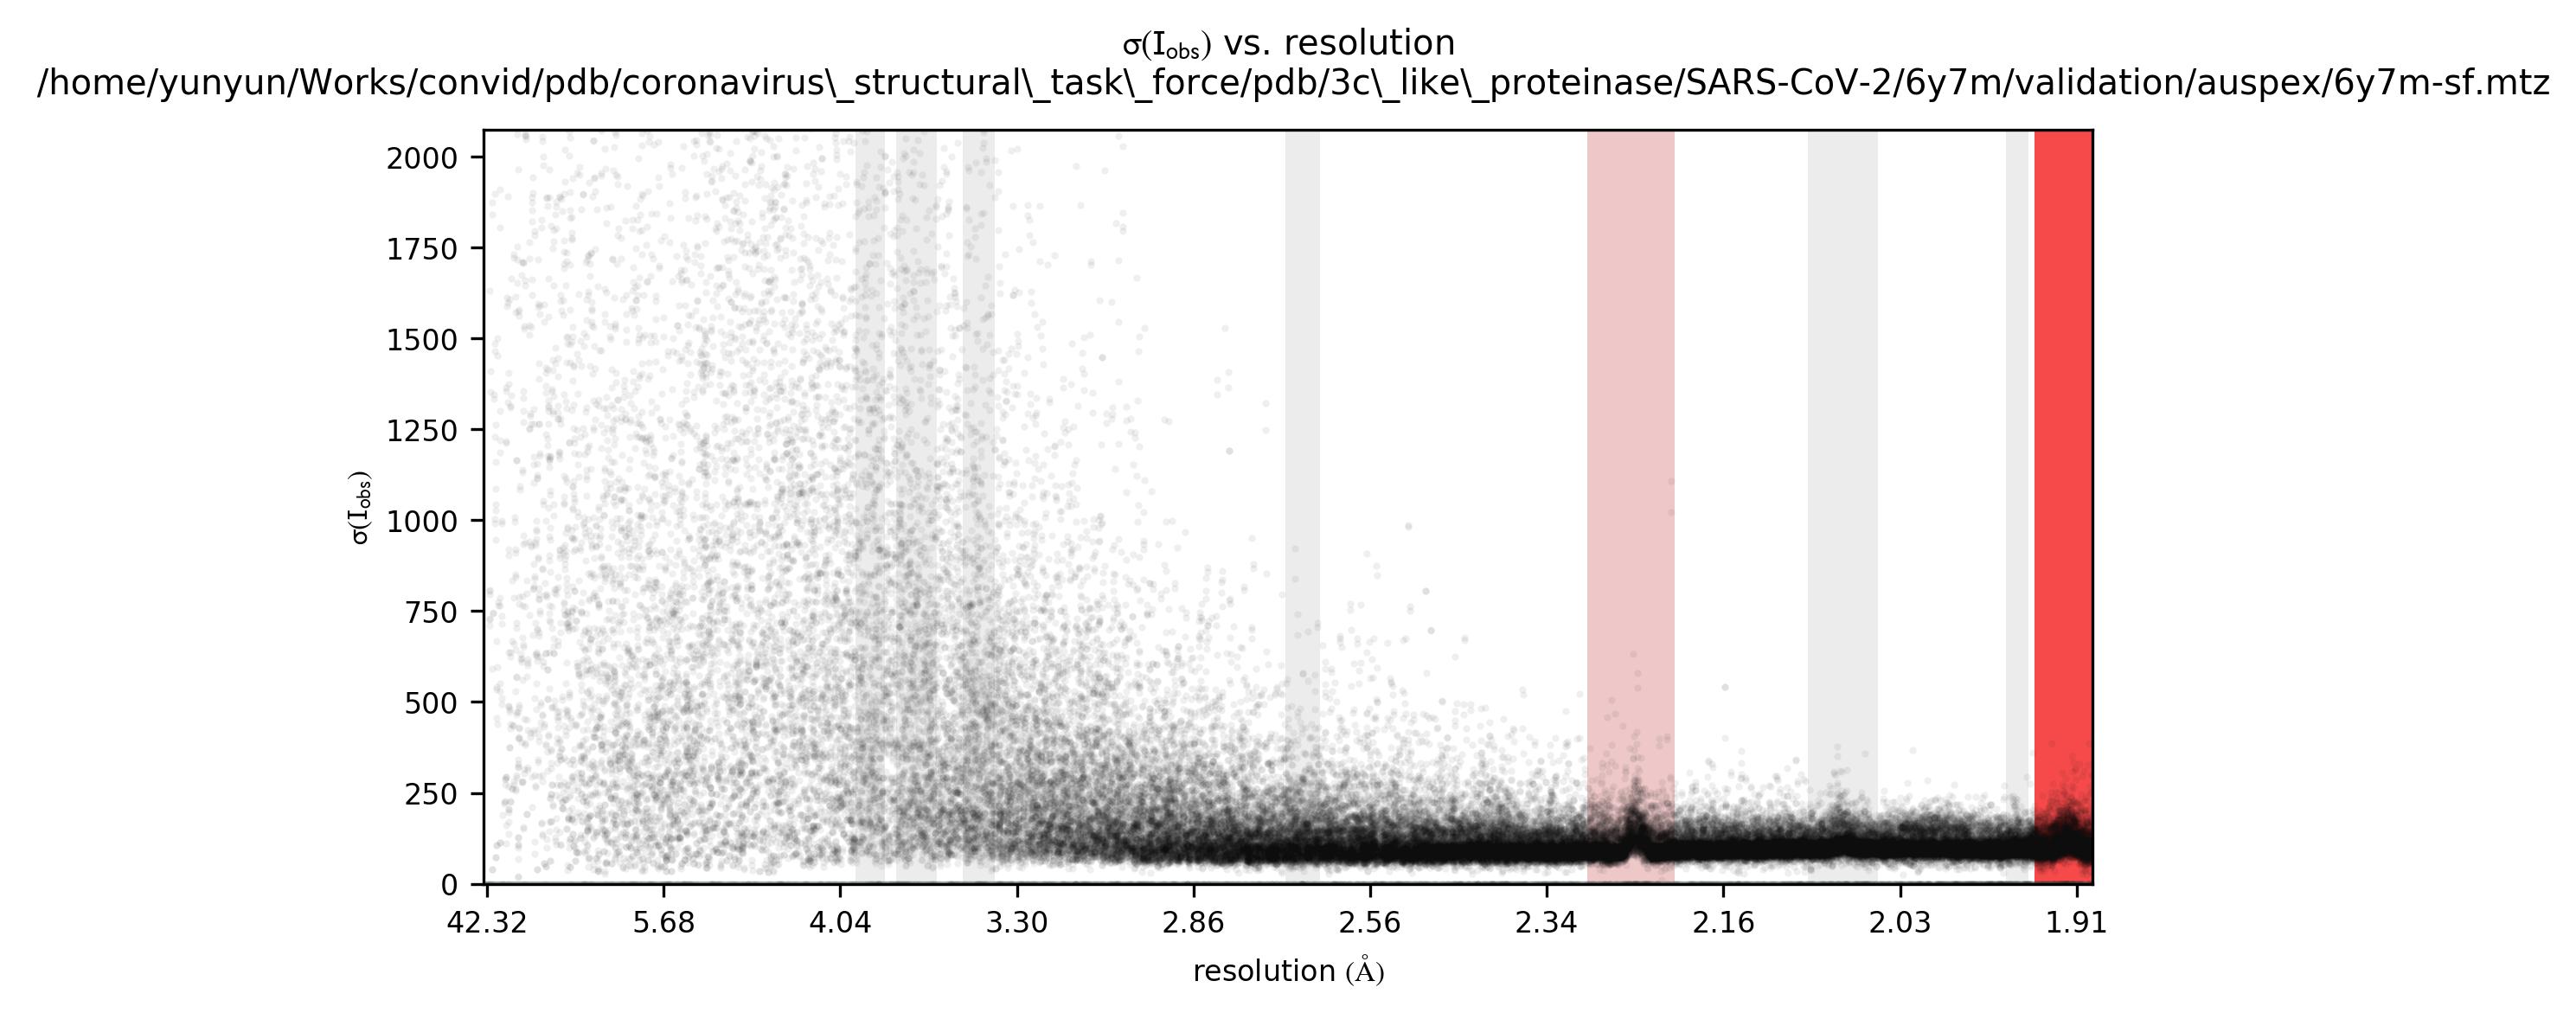 σ(I_obs) vs. resolution
/home/yunyun/Works/convid/pdb/coronavirus\_structural\_task\_force/pdb/3c\_like\_proteinase/SARS-CoV-2/6y7m/validation/auspex/6y7m-sf.mtz
2000
1750
1500
1250
1000
750
500
250
0
σ(I_obs)
42.32 5.68 4.04 3.30 2.86 2.56 2.34 2.16 2.03 1.91
resolution (Å)